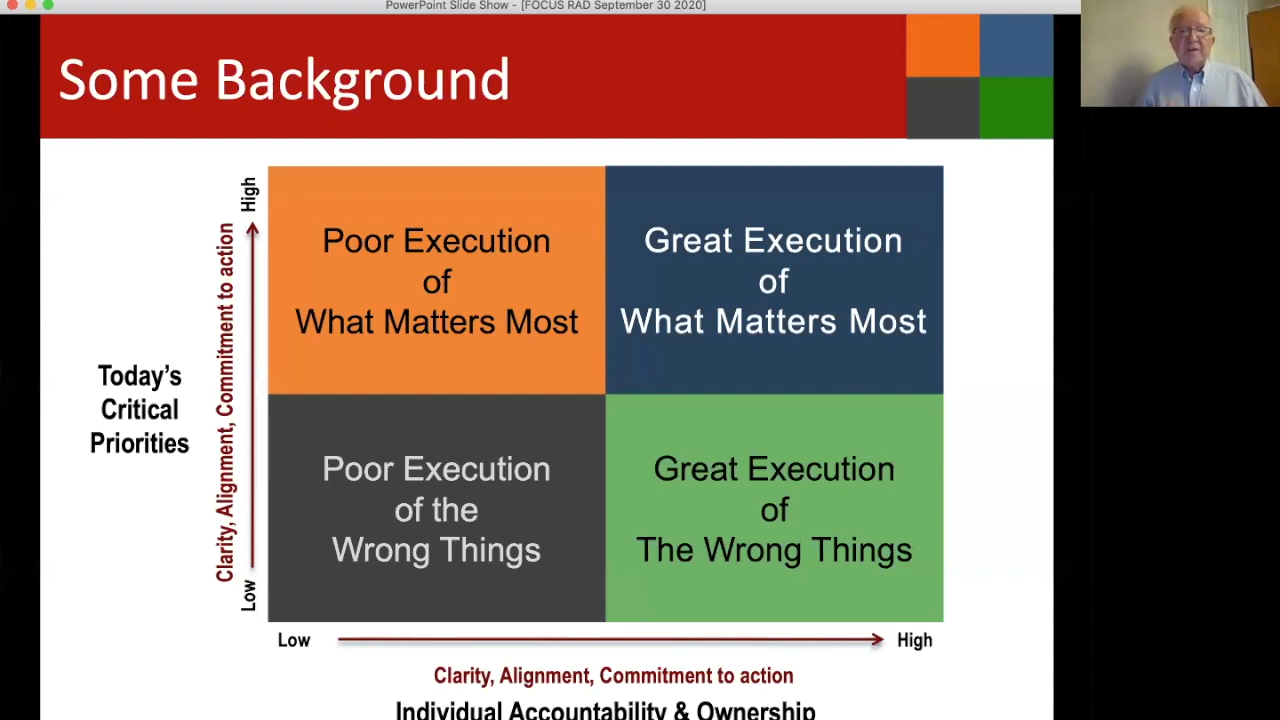 PowerPoint Slide Show - [FOCUS RAD September 30 2020]
Some Background
High
Clarity, Alignment, Commitment to action
Low
Today's
Critical
Priorities
Poor Execution
of
What Matters Most
Great Execution
of
What Matters Most
Poor Execution
of the
Wrong Things
Great Execution
of
The Wrong Things
Low
High
Clarity, Alignment, Commitment to action
Individual Accountability & Ownership